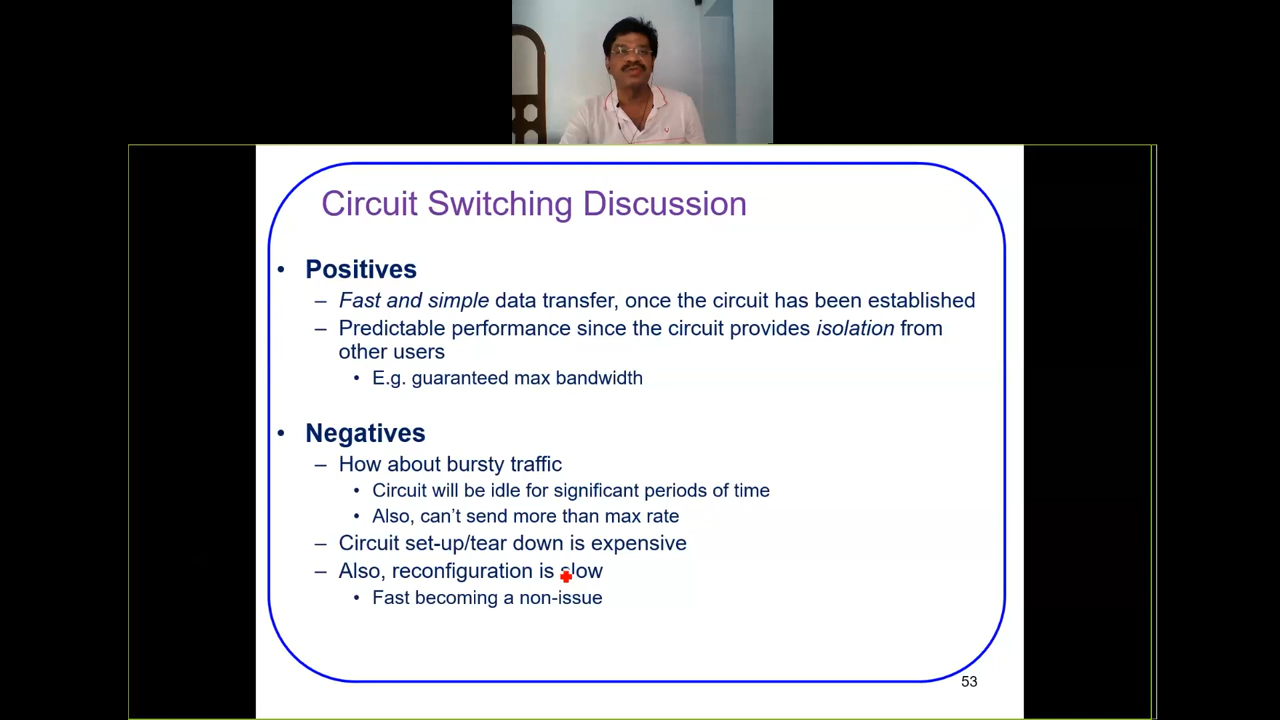 Circuit Switching Discussion
• Positives
– Fast and simple data transfer, once the circuit has been established
– Predictable performance since the circuit provides isolation from
other users
• E.g. guaranteed max bandwidth
• Negatives
– How about bursty traffic
• Circuit will be idle for significant periods of time
• Also, can’t send more than max rate
– Circuit set-up/tear down is expensive
– Also, reconfiguration is slow
• Fast becoming a non-issue
53